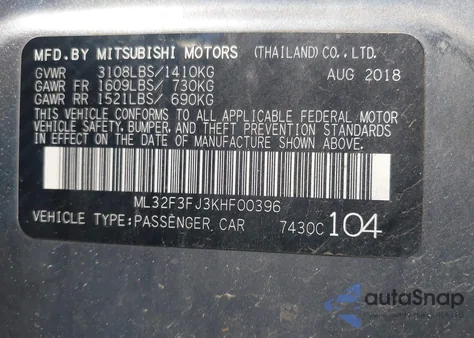 MFD.BY MITSUBISHI MOTORS (THAILAND)CO.,LTD.
GVWR 3108LBS/1410KG AUG 2018
GAWR FR 1609LBS/ 730KG
GAWR RR 1521LBS/ 690KG
THIS VEHICLE CONFORMS TO ALL APPLICABLE FEDERAL MOTOR
VEHICLE SAFETY, BUMPER, AND THEFT PREVENTION STANDARDS
IN EFFECT ON THE DATE OF MANUFACTURE SHOWN ABOVE.
ML32F3FJ3KHF00396
VEHICLE TYPE:PASSENGER CAR 7430C 104
autoSnap